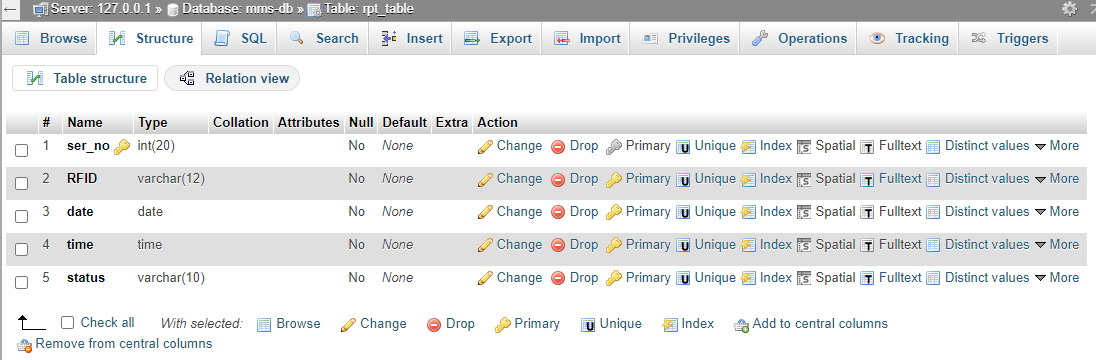 Server: 127.0.0.1 » Database: mms-db » Table: rpt_table
Browse Structure SQL Search Insert Export Import Privileges Operations Tracking Triggers
Table structure Relation view
# Name Type Collation Attributes Null Default Extra Action
1 ser_no int(20) No None Change Drop Primary Unique Index Spatial Fulltext Distinct values More
2 RFID varchar(12) No None Change Drop Primary Unique Index Spatial Fulltext Distinct values More
3 date date No None Change Drop Primary Unique Index Spatial Fulltext Distinct values More
4 time time No None Change Drop Primary Unique Index Spatial Fulltext Distinct values More
5 status varchar(10) No None Change Drop Primary Unique Index Spatial Fulltext Distinct values More
Check all With selected: Browse Change Drop Primary Unique Index Add to central columns
Remove from central columns